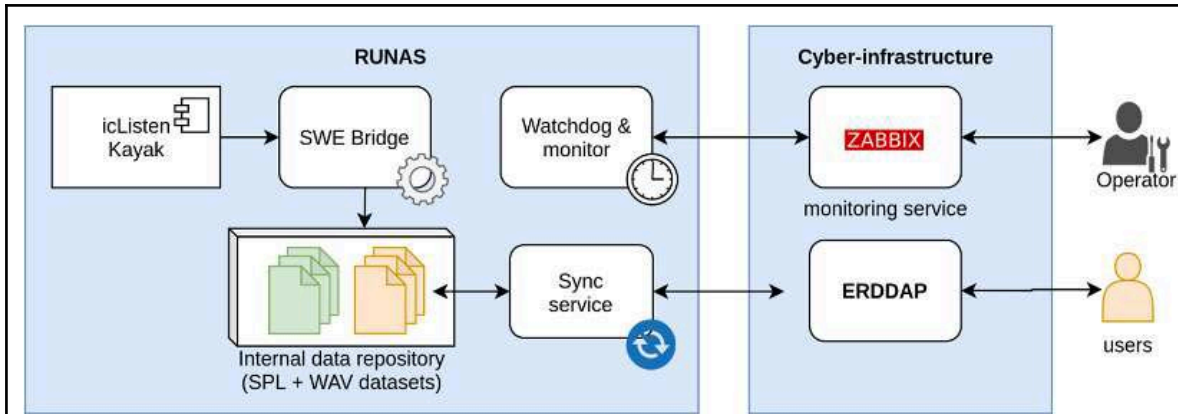 RUNAS
Cyber-infrastructure
icListen
Kayak
SWE Bridge
Watchdog &
monitor
ZABBIX
Operator
monitoring service
Sync
service
ERDDAP
users
Internal data repository
(SPL + WAV datasets)